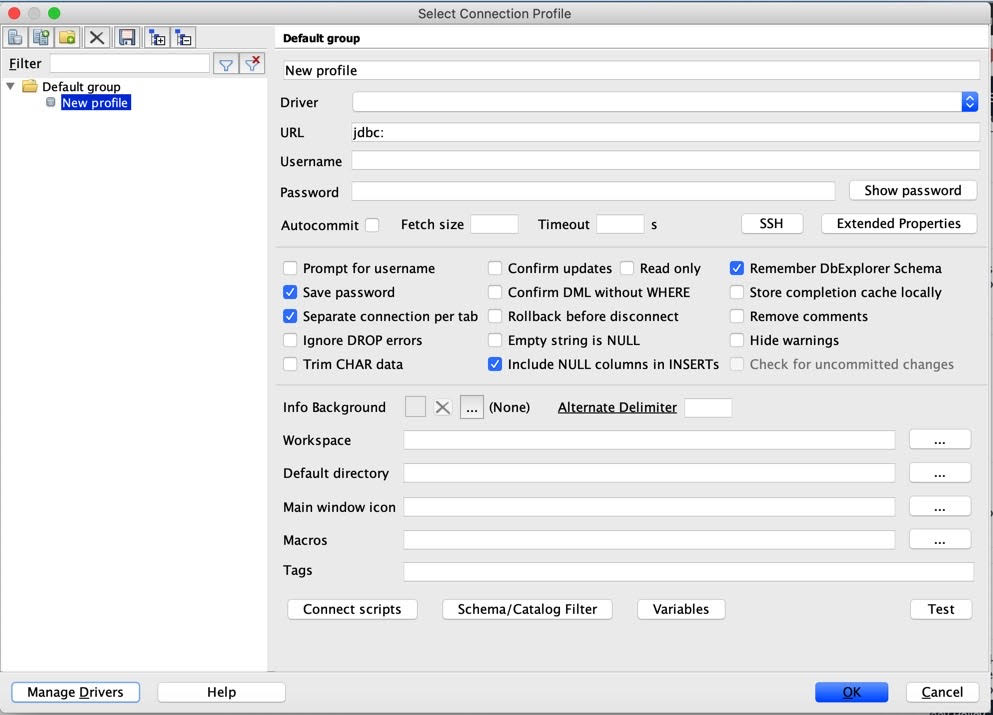 Select Connection Profile
Default group
Filter
Default group
New profile
New profile
Driver
URL jdbc:
Username
Password Show password
Autocommit Fetch size Timeout s SSH Extended Properties
Prompt for username Confirm updates Read only Remember DbExplorer Schema
Save password Confirm DML without WHERE Store completion cache locally
Separate connection per tab Rollback before disconnect Remove comments
Ignore DROP errors Empty string is NULL Hide warnings
Trim CHAR data Include NULL columns in INSERTs Check for uncommitted changes
Info Background ... (None) Alternate Delimiter
Workspace ...
Default directory ...
Main window icon ...
Macros ...
Tags
Connect scripts Schema/Catalog Filter Variables Test
Manage Drivers Help OK Cancel